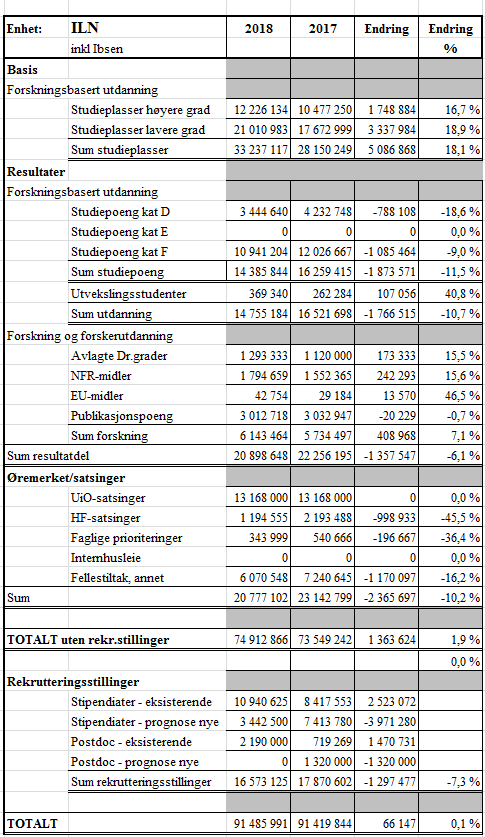 Enhet: ILN 2018 2017 Endring Endring
inkl Ibsen %
Basis
Forskningsbasert utdanning
Studieplasser høyere grad 12 226 134 10 477 250 1 748 884 16,7 %
Studieplasser lavere grad 21 010 983 17 672 999 3 337 984 18,9 %
Sum studieplasser 33 237 117 28 150 249 5 086 868 18,1 %
Resultater
Forskningsbasert utdanning
Studiepoeng kat D 3 444 640 4 232 748 -788 108 -18,6 %
Studiepoeng kat E 0 0 0 0,0 %
Studiepoeng kat F 10 941 204 12 026 667 -1 085 464 -9,0 %
Sum studiepoeng 14 385 844 16 259 415 -1 873 571 -11,5 %
Utvekslingsstudenter 369 340 262 284 107 056 40,8 %
Sum utdanning 14 755 184 16 521 698 -1 766 515 -10,7 %
Forskning og forskerutdanning
Avlagte Dr.grader 1 293 333 1 120 000 173 333 15,5 %
NFR-midler 1 794 659 1 552 365 242 293 15,6 %
EU-midler 42 754 29 184 13 570 46,5 %
Publikasjonspoeng 3 012 718 3 032 947 -20 229 -0,7 %
Sum forskning 6 143 464 5 734 497 408 968 7,1 %
Sum resultatdel 20 898 648 22 256 195 -1 357 547 -6,1 %
Øremerket/satsinger
UiO-satsinger 13 168 000 13 168 000 0 0,0 %
HF-satsinger 1 194 555 2 193 488 -998 933 -45,5 %
Faglige prioriteringer 343 999 540 666 -196 667 -36,4 %
Internhusleie 0 0 0 0,0 %
Fellestiltak, annet 6 070 548 7 240 645 -1 170 097 -16,2 %
Sum 20 777 102 23 142 799 -2 365 697 -10,2 %
TOTALT uten rekr.stillinger 74 912 866 73 549 242 1 363 624 1,9 %
0,0 %
Rekrutteringsstillinger
Stipendiater - eksisterende 10 940 625 8 417 553 2 523 072
Stipendiater - prognose nye 3 442 500 7 413 780 -3 971 280
Postdoc - eksisterende 2 190 000 719 269 1 470 731
Postdoc - prognose nye 0 1 320 000 -1 320 000
Sum rekrutteringsstillinger 16 573 125 17 870 602 -1 297 477 -7,3 %
TOTALT 91 485 991 91 419 844 66 147 0,1 %